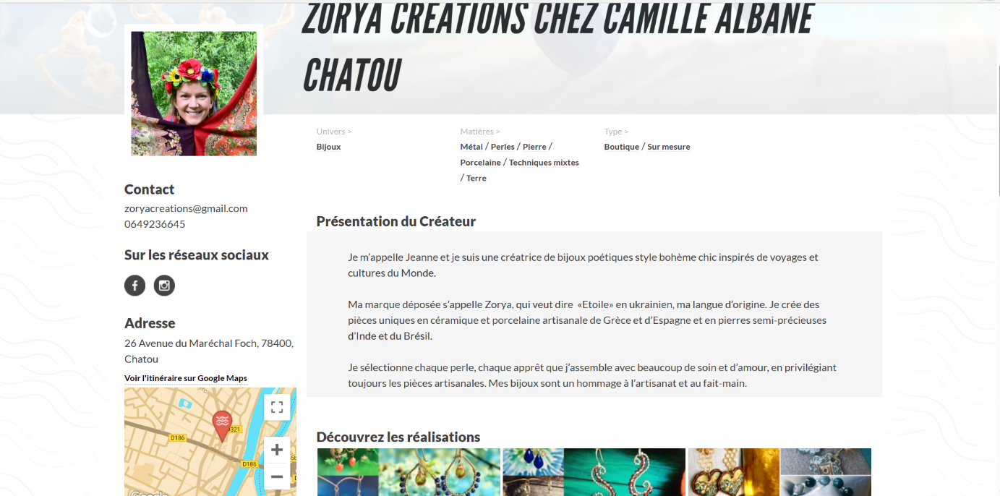 ZORYA CREATIONS CHEZ CAMILLE ALBANE
CHATOU
Univers >
Bijoux
Matières >
Métal / Perles / Pierre /
Porcelaine / Techniques mixtes
/ Terre
Type >
Boutique / Sur mesure
Contact
zoryacreations@gmail.com
0649236645
Sur les réseaux sociaux
Adresse
26 Avenue du Maréchal Foch, 78400,
Chatou
Voir l'itinéraire sur Google Maps
D186
D321
D186
Google
Présentation du Créateur
Je m’appelle Jeanne et je suis une créatrice de bijoux poétiques style bohème chic inspirés de voyages et
cultures du Monde.
Ma marque déposée s’appelle Zorya, qui veut dire «Etoile» en ukrainien, ma langue d’origine. Je crée des
pièces uniques en céramique et porcelaine artisanale de Grèce et d’Espagne et en pierres semi-précieuses
d’Inde et du Brésil.
Je sélectionne chaque perle, chaque apprêt que j’assemble avec beaucoup de soin et d’amour, en privilégiant
toujours les pièces artisanales. Mes bijoux sont un hommage à l’artisanat et au fait-main.
Découvrez les réalisations